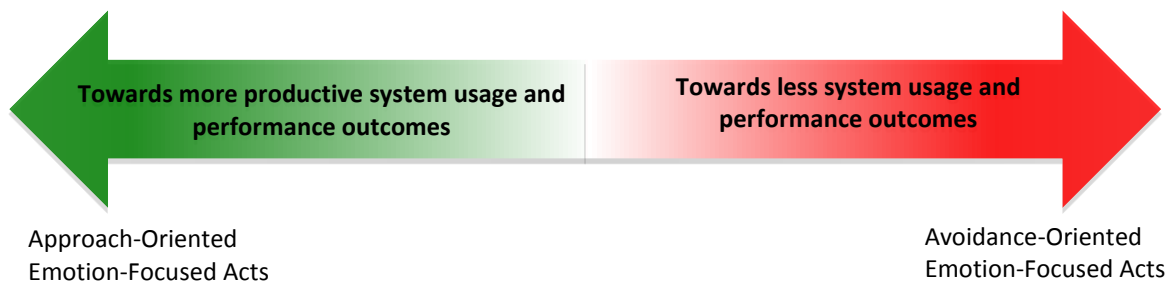 Towards more productive system usage and
performance outcomes
Towards less system usage and
performance outcomes
Approach-Oriented
Emotion-Focused Acts
Avoidance-Oriented
Emotion-Focused Acts